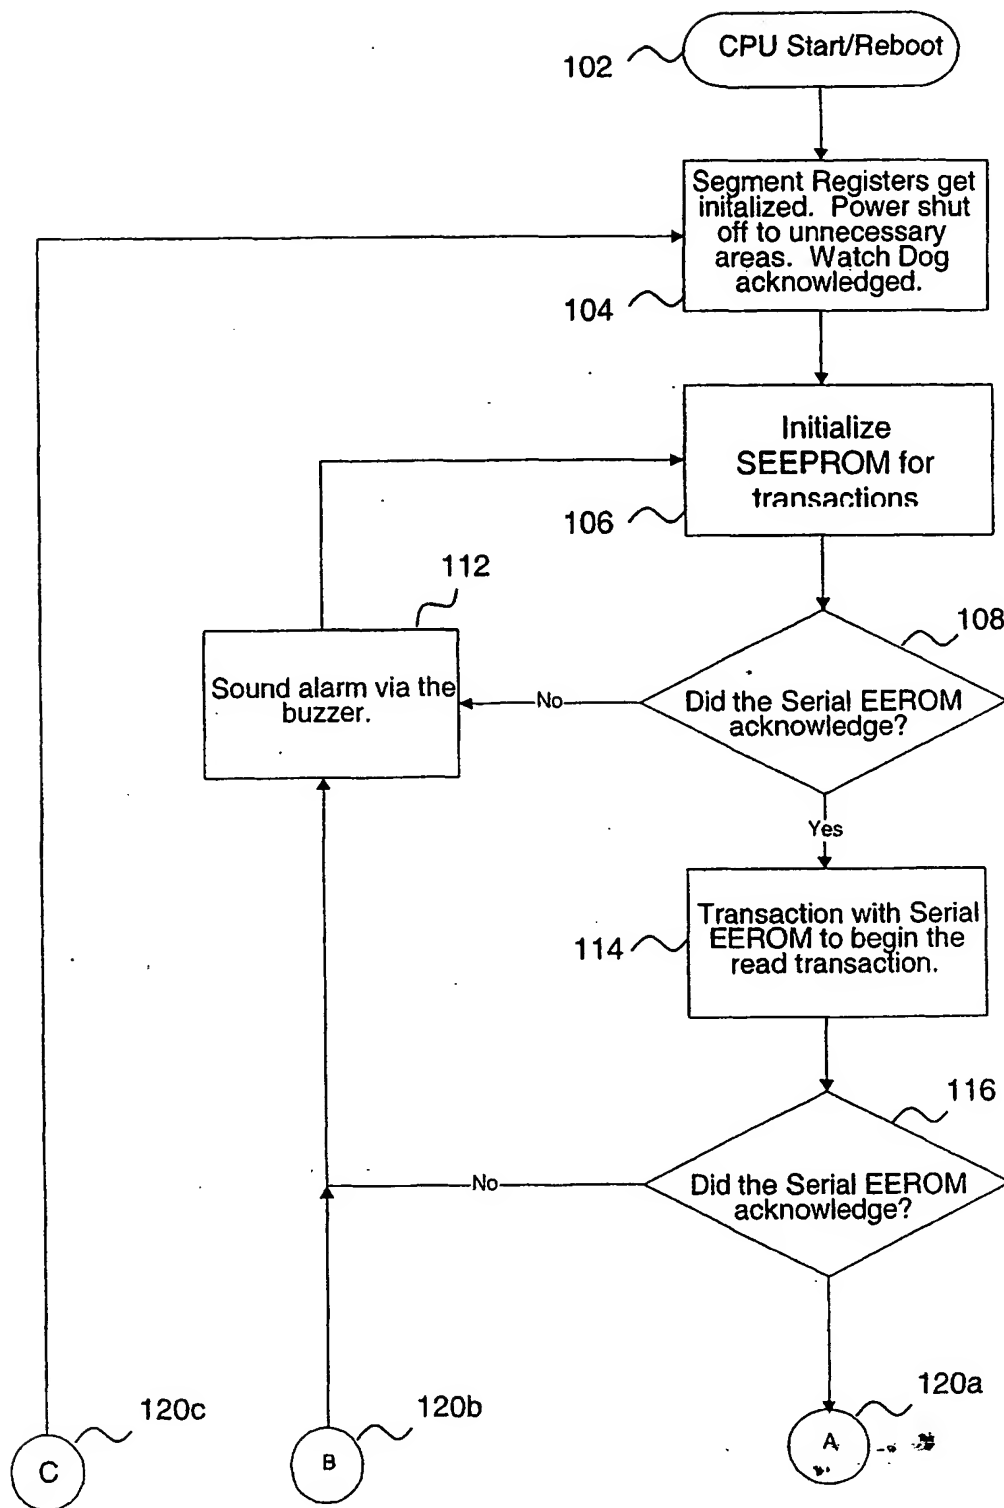 CPU Start/Reboot
102
Segment Registers get
initalized. Power shut
off to unnecessary
areas. Watch Dog
acknowledged.
104
Initialize
SEEPROM for
transactions
106
112
108
Sound alarm via the
buzzer.
No
Did the Serial EEROM
acknowledge?
Yes
Transaction with Serial
EEROM to begin the
read transaction.
114
116
No
Did the Serial EEROM
acknowledge?
120c
120b
120a
C
B
A